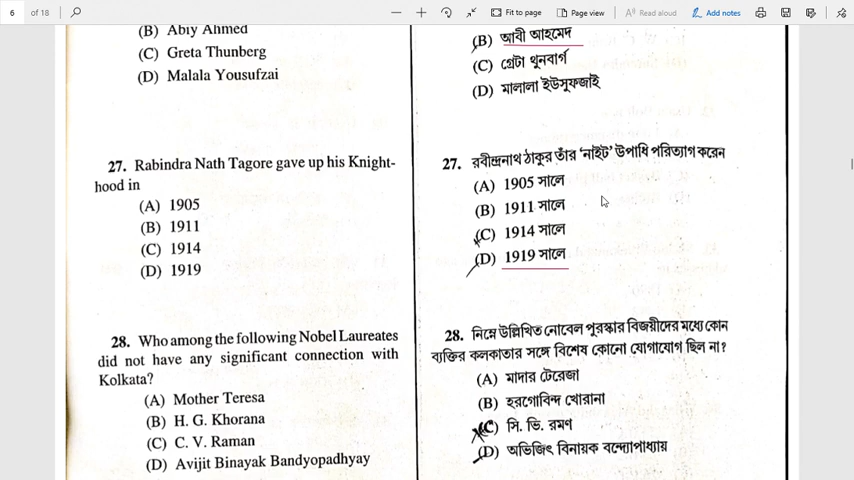 6 of 18
Fit to page
Page view
Read aloud
Add notes
(B) Abiy Ahmed
(C) Greta Thunberg
(D) Malala Yousufzai
27. Rabindra Nath Tagore gave up his Knight-
hood in
(A) 1905
(B) 1911
(C) 1914
(D) 1919
28. Who among the following Nobel Laureates
did not have any significant connection with
Kolkata?
(A) Mother Teresa
(B) H. G. Khorana
(C) C. V. Raman
(D) Avijit Binayak Bandyopadhyay
(B) আবী আহমেদ
(C) গ্রেটা থুনবার্গ
(D) মালালা ইউসুফজাই
27. রবীন্দ্রনাথ ঠাকুর তাঁর ‘নাইট’ উপাধি পরিত্যাগ করেন
(A) 1905 সালে
(B) 1911 সালে
(C) 1914 সালে
(D) 1919 সালে
28. নিম্নে উল্লিখিত নোবেল পুরস্কার বিজয়ীদের মধ্যে কোন
ব্যক্তির কলকাতার সঙ্গে বিশেষ কোনো যোগাযোগ ছিল না?
(A) মাদার টেরেজা
(B) হরগোবিন্দ খোরানা
(C) সি. ভি. রমণ
(D) অভিজিৎ বিনায়ক বন্দ্যোপাধ্যায়